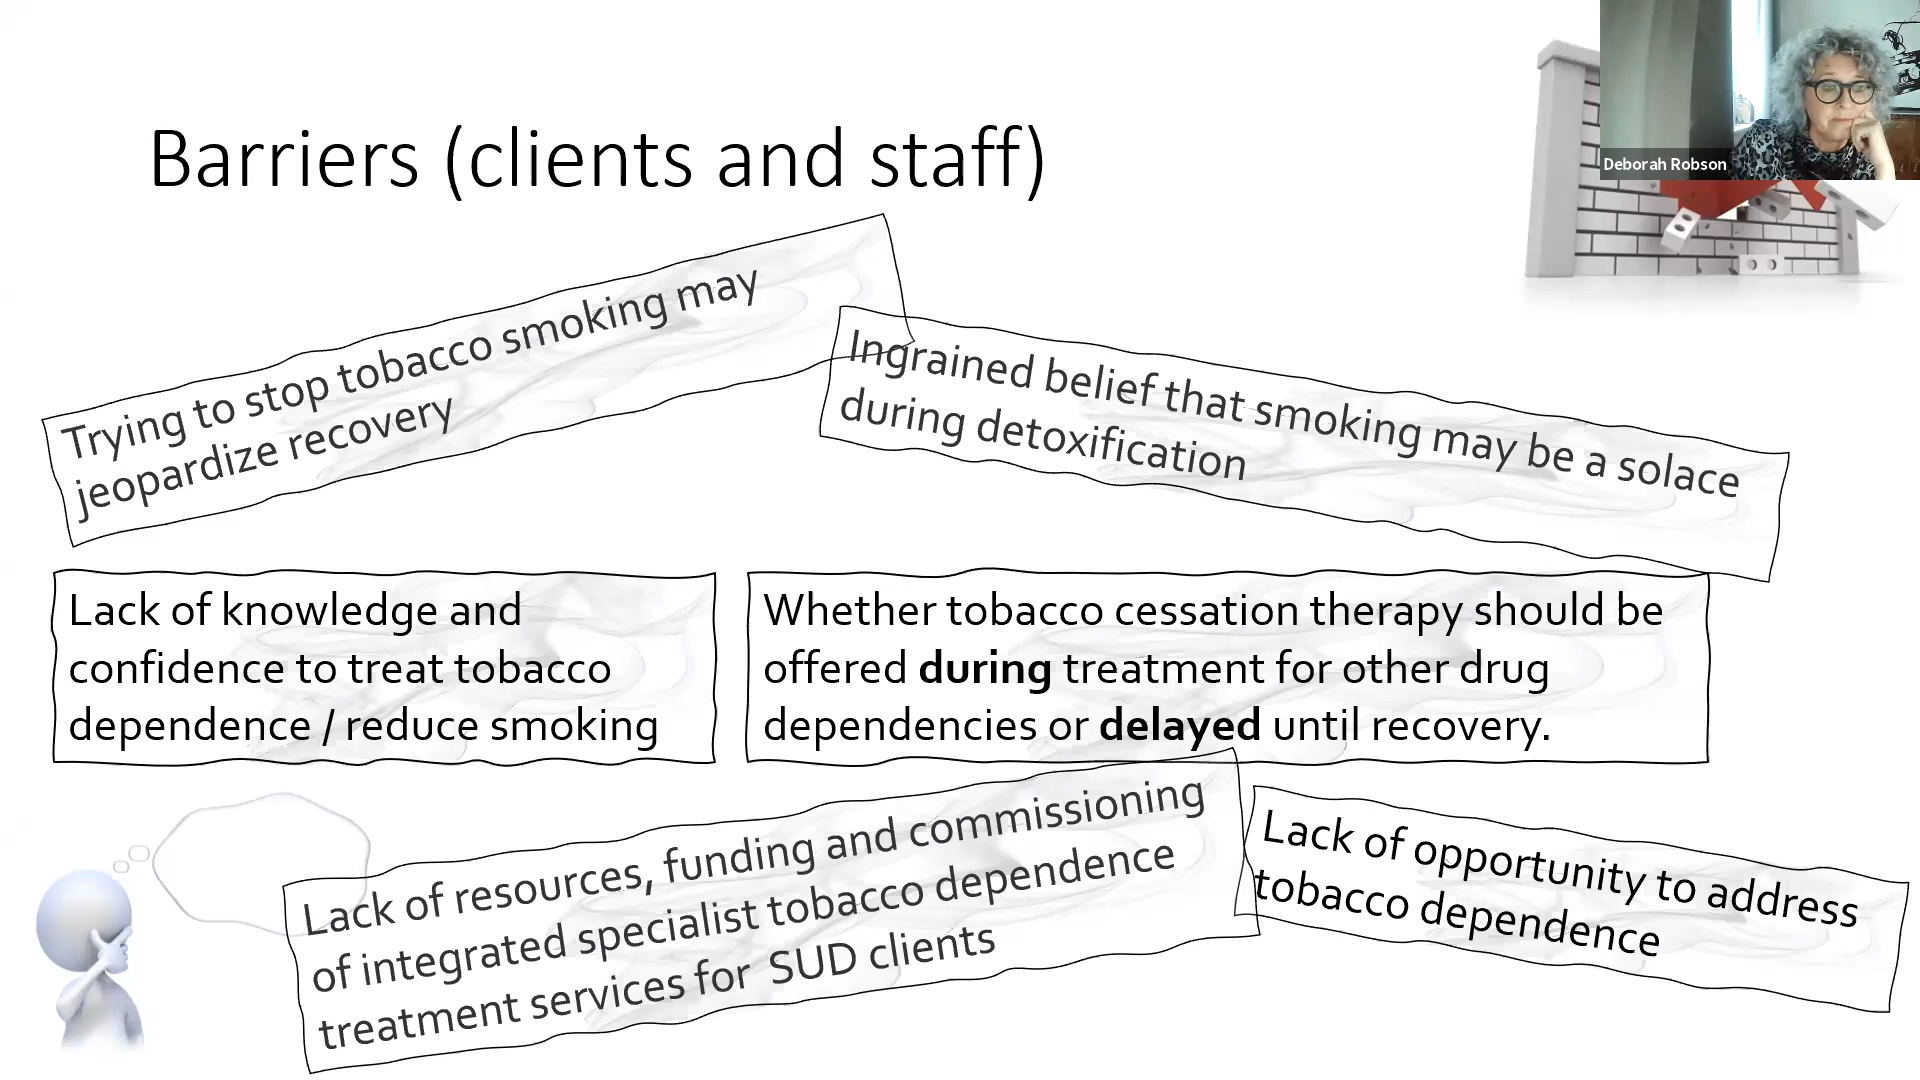 Barriers (clients and staff)
Deborah Robson
Trying to stop tobacco smoking may
jeopardize recovery
Ingrained belief that smoking may be a solace
during detoxification
Lack of knowledge and
confidence to treat tobacco
dependence / reduce smoking
Whether tobacco cessation therapy should be
offered during treatment for other drug
dependencies or delayed until recovery.
Lack of resources, funding and commissioning
of integrated specialist tobacco dependence
treatment services for SUD clients
Lack of opportunity to address
tobacco dependence